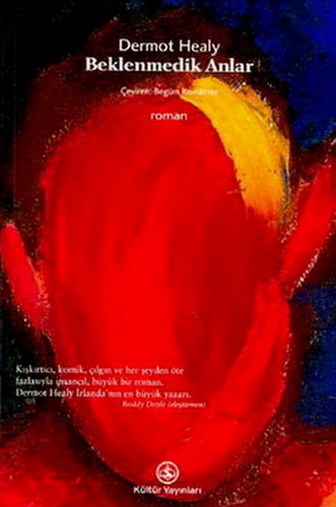 Dermot Healy
Beklenmedik Anlar
Çeviren: Begüm Kovulmaz
roman
Kışkırtıcı, komik, çılgın ve her şeyden öte
fazlasıyla insancıl, büyük bir roman.
Dermot Healy İrlanda'nın en büyük yazarı.
Roddy Doyle (eleştirmen)
Kültür Yayınları